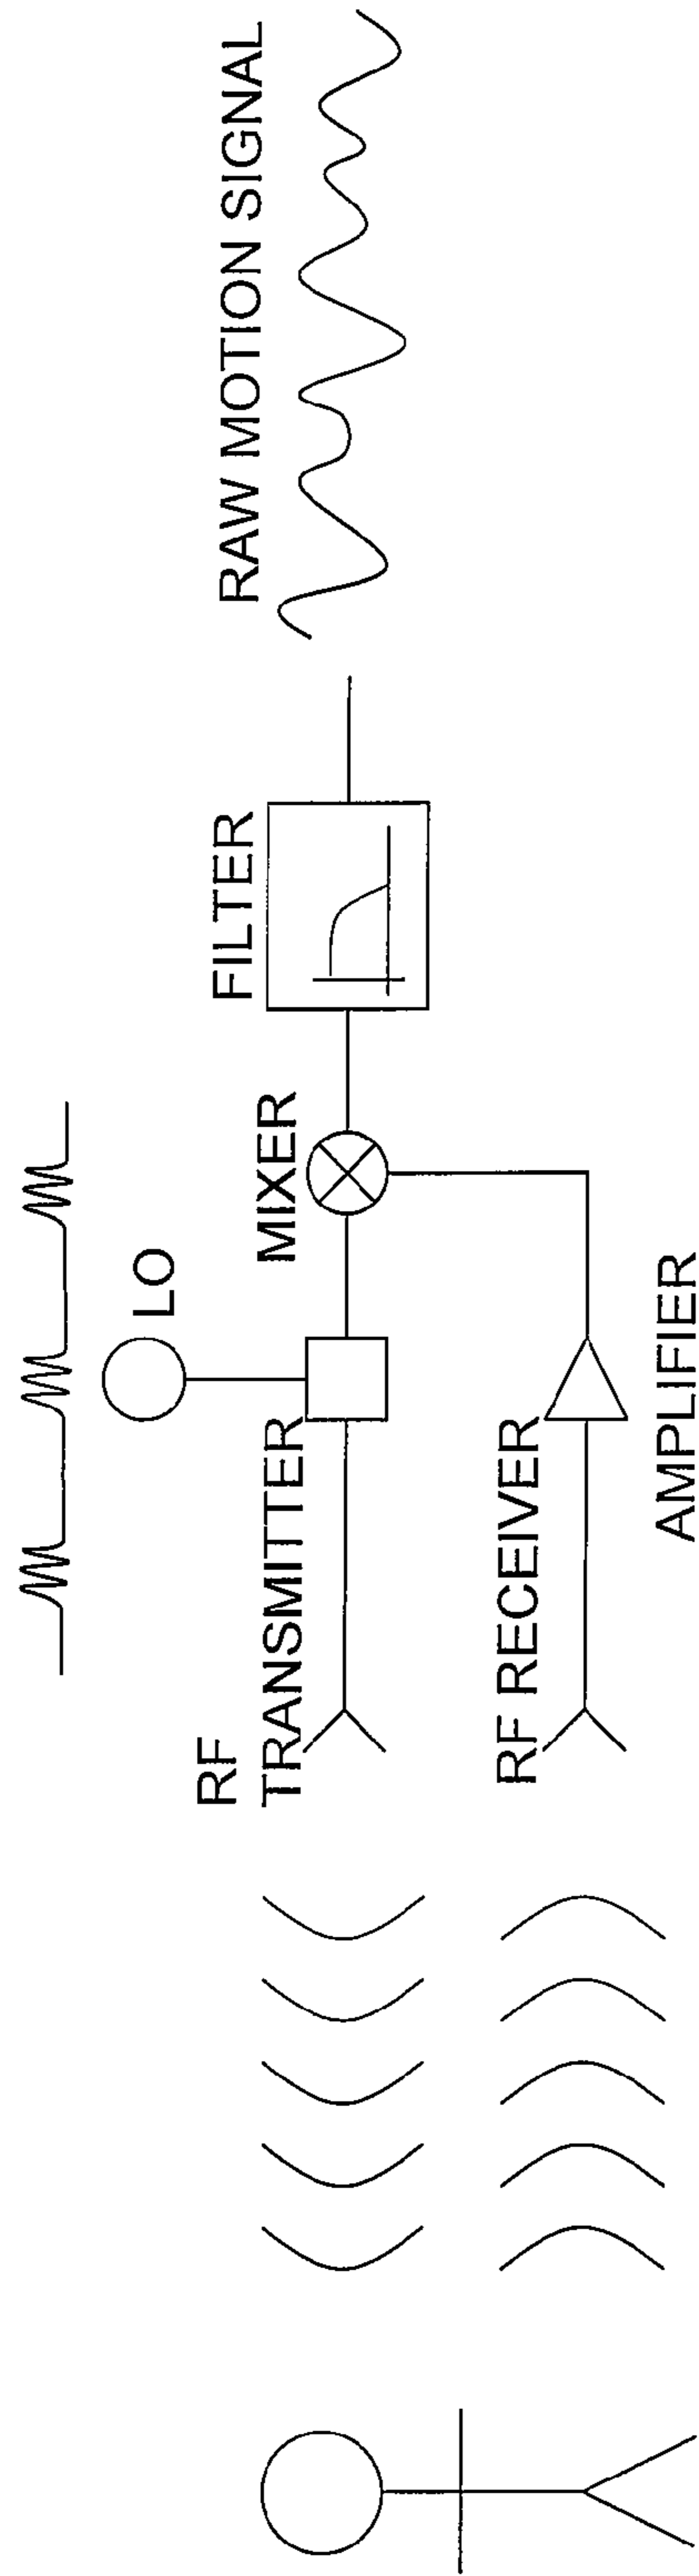 LO
RF
TRANSMITTER
MIXER
FILTER
RAW MOTION SIGNAL
RF RECEIVER
AMPLIFIER